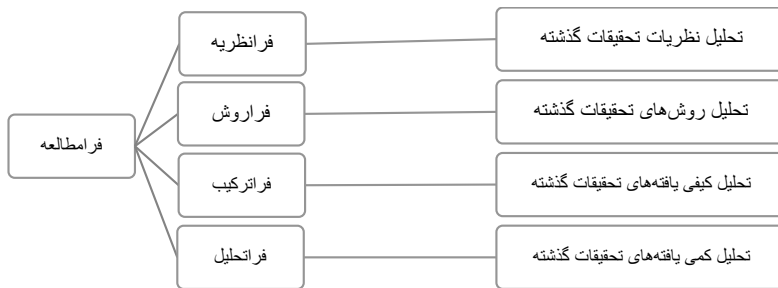 فرامطالعه
فرانظریه
تحلیل نظریات تحقیقات گذشته
فراروش
تحلیل روش‌های تحقیقات گذشته
فراترکیب
تحلیل کیفی یافته‌های تحقیقات گذشته
فراتحلیل
تحلیل کمی یافته‌های تحقیقات گذشته